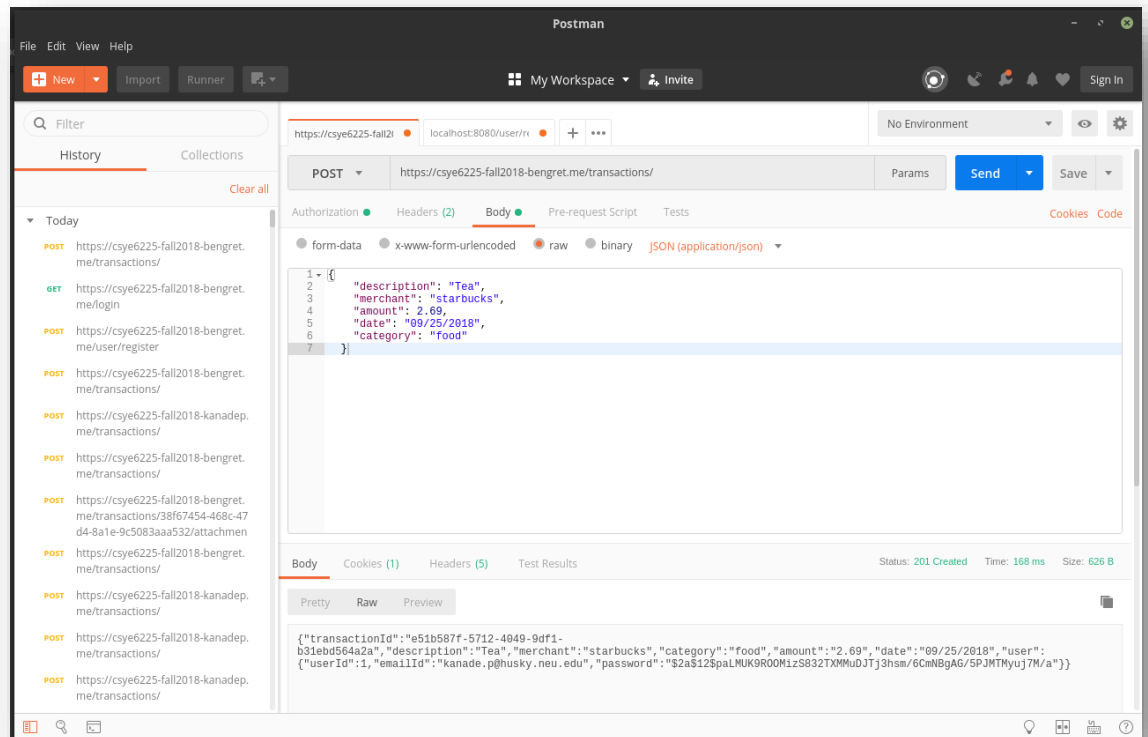 Postman
File Edit View Help
New Import Runner My Workspace Invite Sign In
Filter
History Collections
Clear all
Today
POST https://csye6225-fall2018-bengret.
me/transactions/
GET https://csye6225-fall2018-bengret.
me/login
POST https://csye6225-fall2018-bengret.
me/user/register
POST https://csye6225-fall2018-bengret.
me/transactions/
POST https://csye6225-fall2018-kanadep.
me/transactions/
POST https://csye6225-fall2018-bengret.
me/transactions/
POST https://csye6225-fall2018-bengret.
me/transactions/38f67454-468c-47
d4-8a1e-9c5083aaa532/attachmen
POST https://csye6225-fall2018-bengret.
me/transactions/
POST https://csye6225-fall2018-kanadep.
me/transactions/
POST https://csye6225-fall2018-kanadep.
me/transactions/
POST https://csye6225-fall2018-kanadep.
me/transactions/
https://csye6225-fall2( localhost:8080/user/re + ••• No Environment
POST https://csye6225-fall2018-bengret.me/transactions/ Params Send Save
Authorization Headers (2) Body Pre-request Script Tests Cookies Code
form-data x-www-form-urlencoded raw binary JSON (application/json)
1 {
2 "description": "Tea",
3 "merchant": "starbucks",
4 "amount": 2.69,
5 "date": "09/25/2018",
6 "category": "food"
7 }
Body Cookies (1) Headers (5) Test Results Status: 201 Created Time: 168 ms Size: 626 B
Pretty Raw Preview
{"transactionId":"e51b587f-5712-4049-9df1-
b31ebd564a2a","description":"Tea","merchant":"starbucks","category":"food","amount":"2.69","date":"09/25/2018","user":
{"userId":1,"emailId":"kanade.p@husky.neu.edu","password":"$2a$12$paLMUK9ROOMizS832TXMMuDJTj3hsm/6CmNBgAG/5PJMTMyuj7M/a"}}